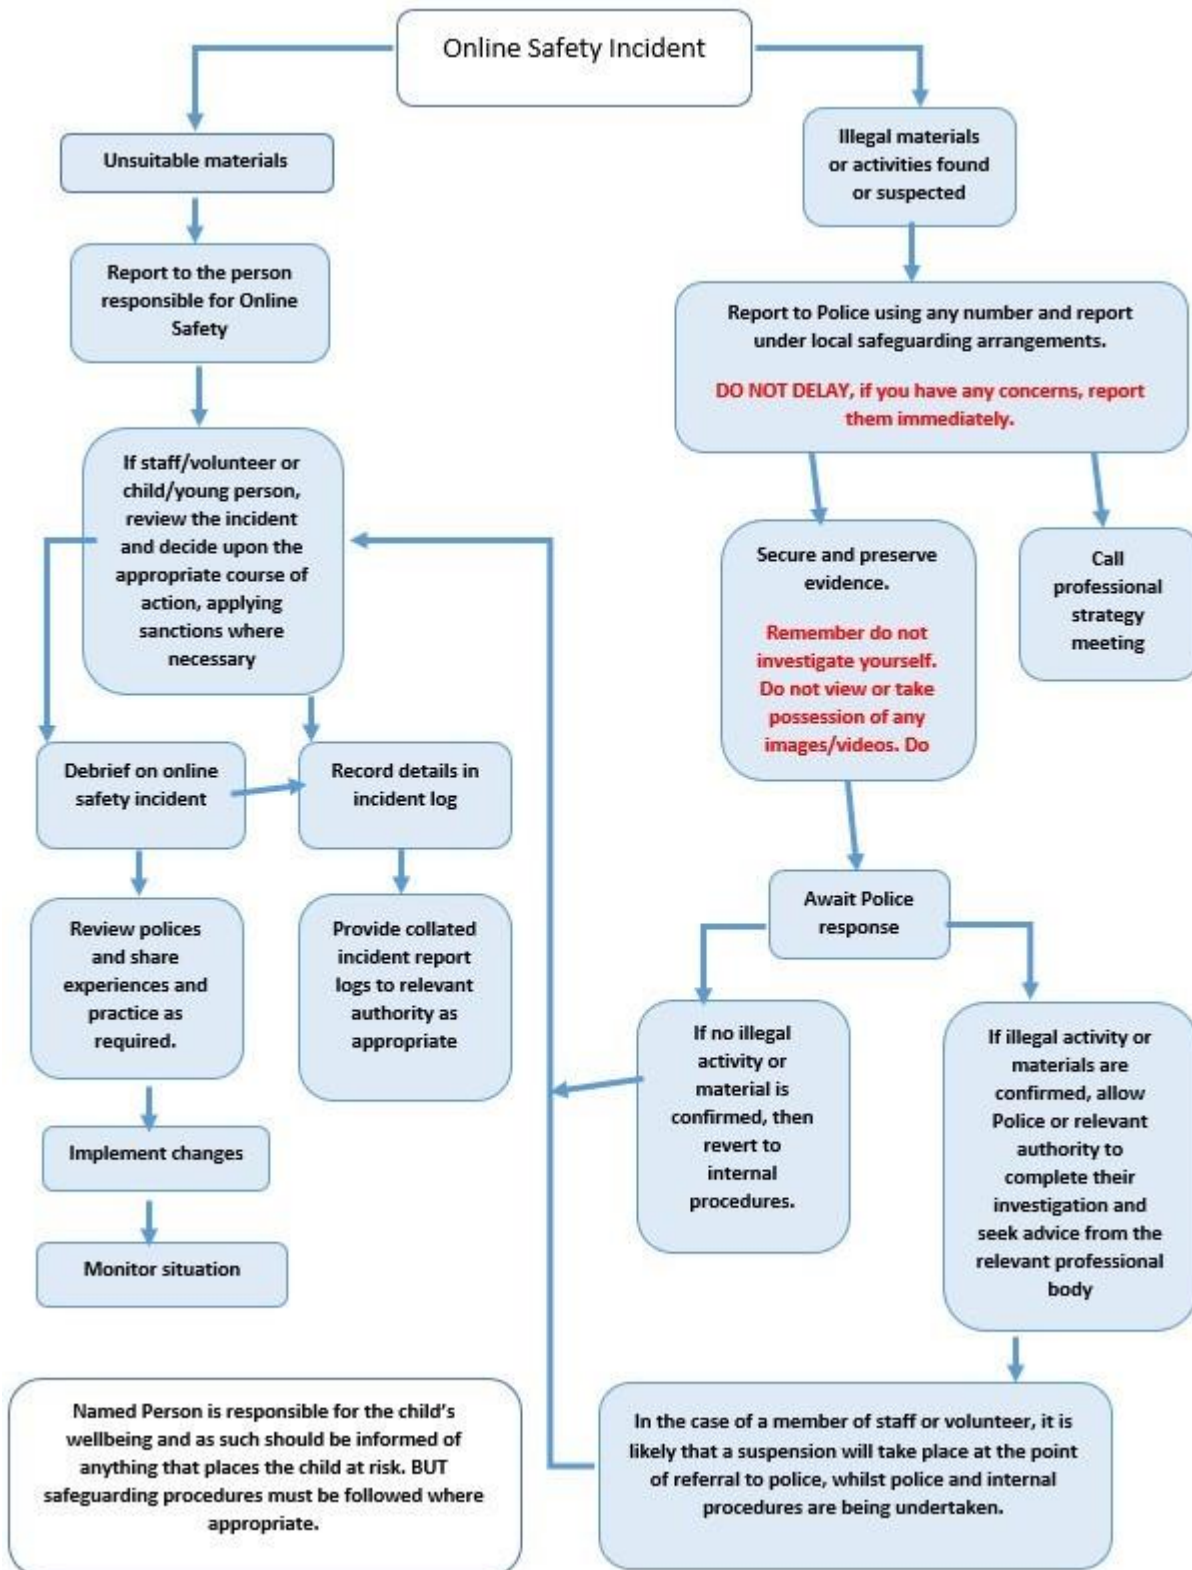 Online Safety Incident
Unsuitable materials
Illegal materials
or activities found
or suspected
Report to the person
responsible for Online
Safety
Report to Police using any number and report
under local safeguarding arrangements.
DO NOT DELAY, if you have any concerns, report
them immediately.
If staff/volunteer or
child/young person,
review the incident
and decide upon the
appropriate course of
action, applying
sanctions where
necessary
Secure and preserve
evidence.
Remember do not
investigate yourself.
Do not view or take
possession of any
images/videos. Do
Call
professional
strategy
meeting
Debrief on online
safety incident
Record details in
incident log
Review polices
and share
experiences and
practice as
required.
Provide collated
incident report
logs to relevant
authority as
appropriate
Await Police
response
If no illegal
activity or
material is
confirmed, then
revert to
internal
procedures.
If illegal activity or
materials are
confirmed, allow
Police or relevant
authority to
complete their
investigation and
seek advice from the
relevant professional
body
Implement changes
Monitor situation
Named Person is responsible for the child's
wellbeing and as such should be informed of
anything that places the child at risk. BUT
safeguarding procedures must be followed where
appropriate.
In the case of a member of staff or volunteer, it is
likely that a suspension will take place at the point
of referral to police, whilst police and internal
procedures are being undertaken.